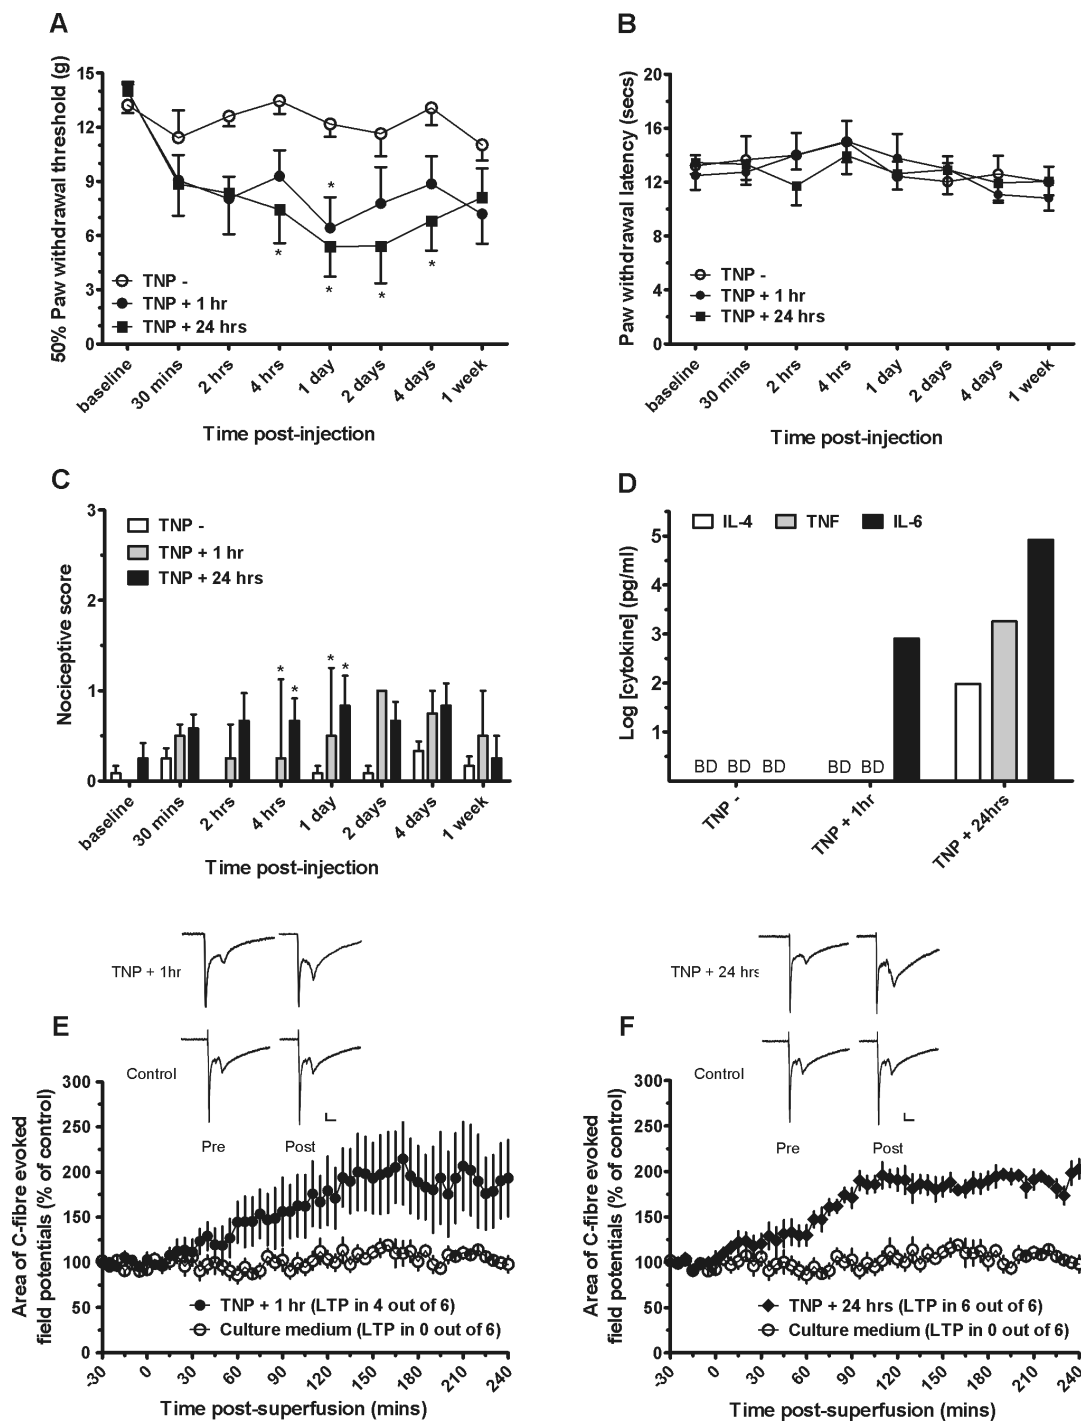 A
50% Paw withdrawal threshold (g)
15
12
9
6
3
0
*
*
*
*
*
TNP -
TNP + 1 hr
TNP + 24 hrs
baseline
30 mins
2 hrs
4 hrs
1 day
2 days
4 days
1 week
Time post-injection
B
Paw withdrawal latency (secs)
20
16
12
8
4
0
TNP -
TNP + 1 hr
TNP + 24 hrs
baseline
30 mins
2 hrs
4 hrs
1 day
2 days
4 days
1 week
Time post-injection
C
Nociceptive score
3
2
1
0
TNP -
TNP + 1 hr
TNP + 24 hrs
*
*
*
*
baseline
30 mins
2 hrs
4 hrs
1 day
2 days
4 days
1 week
Time post-injection
D
Log [cytokine] (pg/ml)
5
4
3
2
1
IL-4 TNF IL-6
BD BD BD
BD BD
TNP -
TNP + 1hr
TNP + 24hrs
E
TNP + 1hr
Control
Pre
Post
Area of C-fibre evoked
field potentials (% of control)
300
250
200
150
100
50
0
TNP + 1 hr (LTP in 4 out of 6)
Culture medium (LTP in 0 out of 6)
-30 0 30 60 90 120 150 180 210 240
Time post-superfusion (mins)
F
TNP + 24 hrs
Control
Pre
Post
Area of C-fibre evoked
field potentials (% of control)
300
250
200
150
100
50
0
TNP + 24 hrs (LTP in 6 out of 6)
Culture medium (LTP in 0 out of 6)
-30 0 30 60 90 120 150 180 210 240
Time post-superfusion (mins)